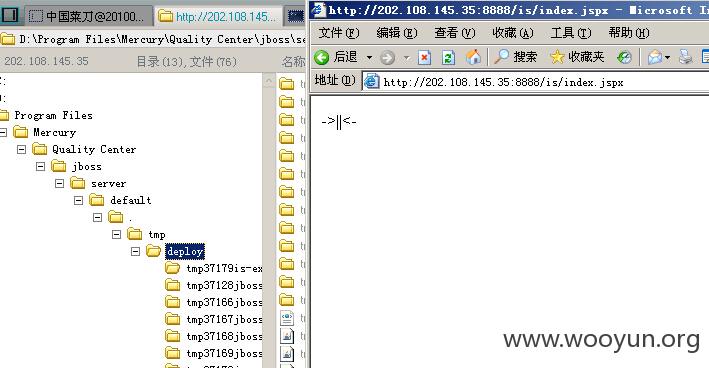 中国菜刀@20100
http://202.108.145
D:\Program Files\Mercury\Quality Center\jboss\se
202.108.145.35
目录 (13), 文件 (76)
名称
Program Files
Mercury
Quality Center
jboss
server
default
.
tmp
deploy
tmp37179is-ex
tmp37128jboss
tmp37166jboss
tmp37167jboss
tmp37168jboss
tmp37169jboss
http://202.108.145.35:8888/is/index.jspx - Microsoft In
文件(F) 编辑(E) 查看(V) 收藏(A) 工具(T) 帮助(H)
后退 搜索 收藏夹
地址(D) http://202.108.145.35:8888/is/index.jspx
->||<-
www.wooyun.org